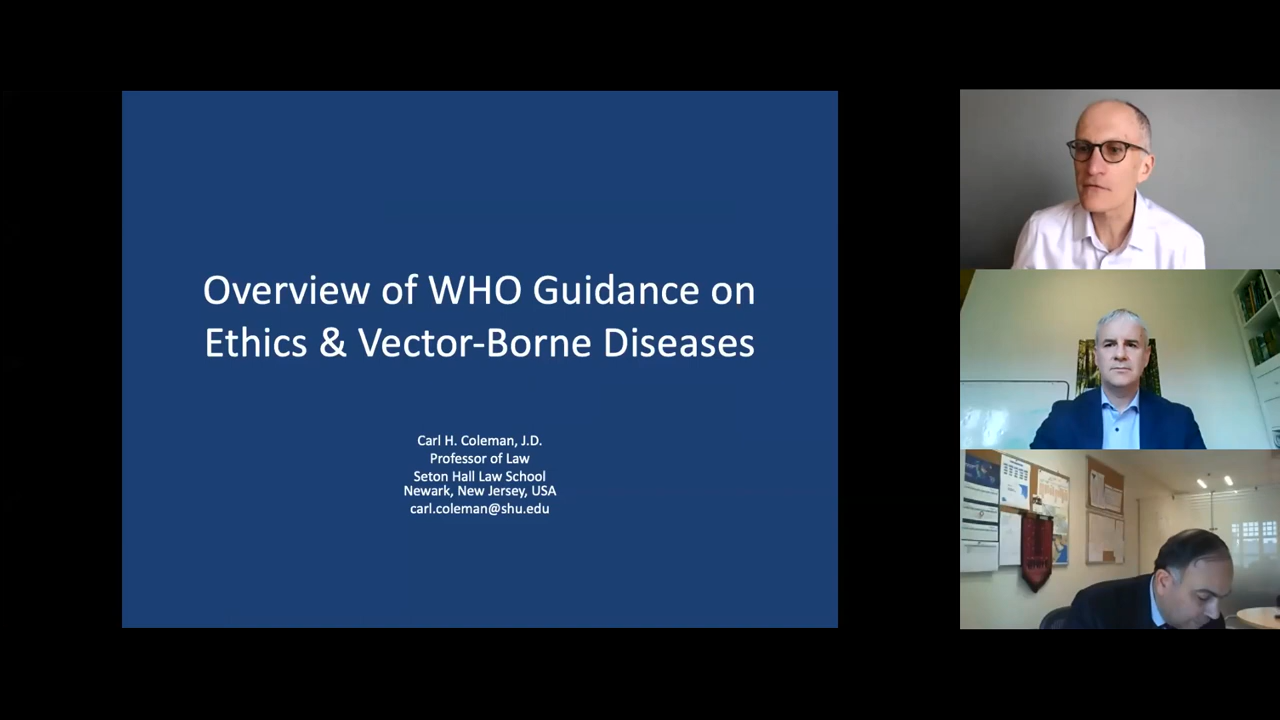 Overview of WHO Guidance on
Ethics & Vector-Borne Diseases
Carl H. Coleman, J.D.
Professor of Law
Seton Hall Law School
Newark, New Jersey, USA
carl.coleman@shu.edu